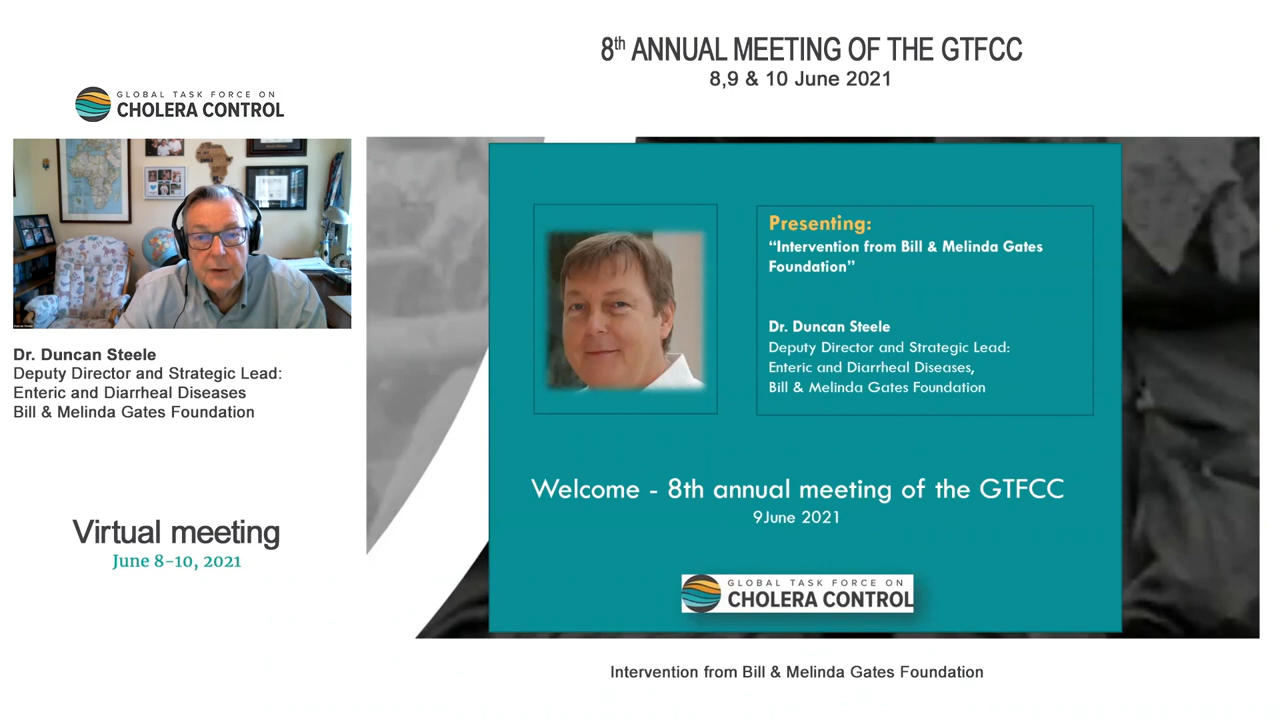 8th ANNUAL MEETING OF THE GTFCC
8,9 & 10 June 2021
GLOBAL TASK FORCE ON
CHOLERA CONTROL
Dr. Duncan Steele
Deputy Director and Strategic Lead:
Enteric and Diarrheal Diseases
Bill & Melinda Gates Foundation
Virtual meeting
June 8-10, 2021
Presenting:
“Intervention from Bill & Melinda Gates
Foundation”
Dr. Duncan Steele
Deputy Director and Strategic Lead:
Enteric and Diarrheal Diseases,
Bill & Melinda Gates Foundation
Welcome - 8th annual meeting of the GTFCC
9June 2021
GLOBAL TASK FORCE ON
CHOLERA CONTROL
Intervention from Bill & Melinda Gates Foundation